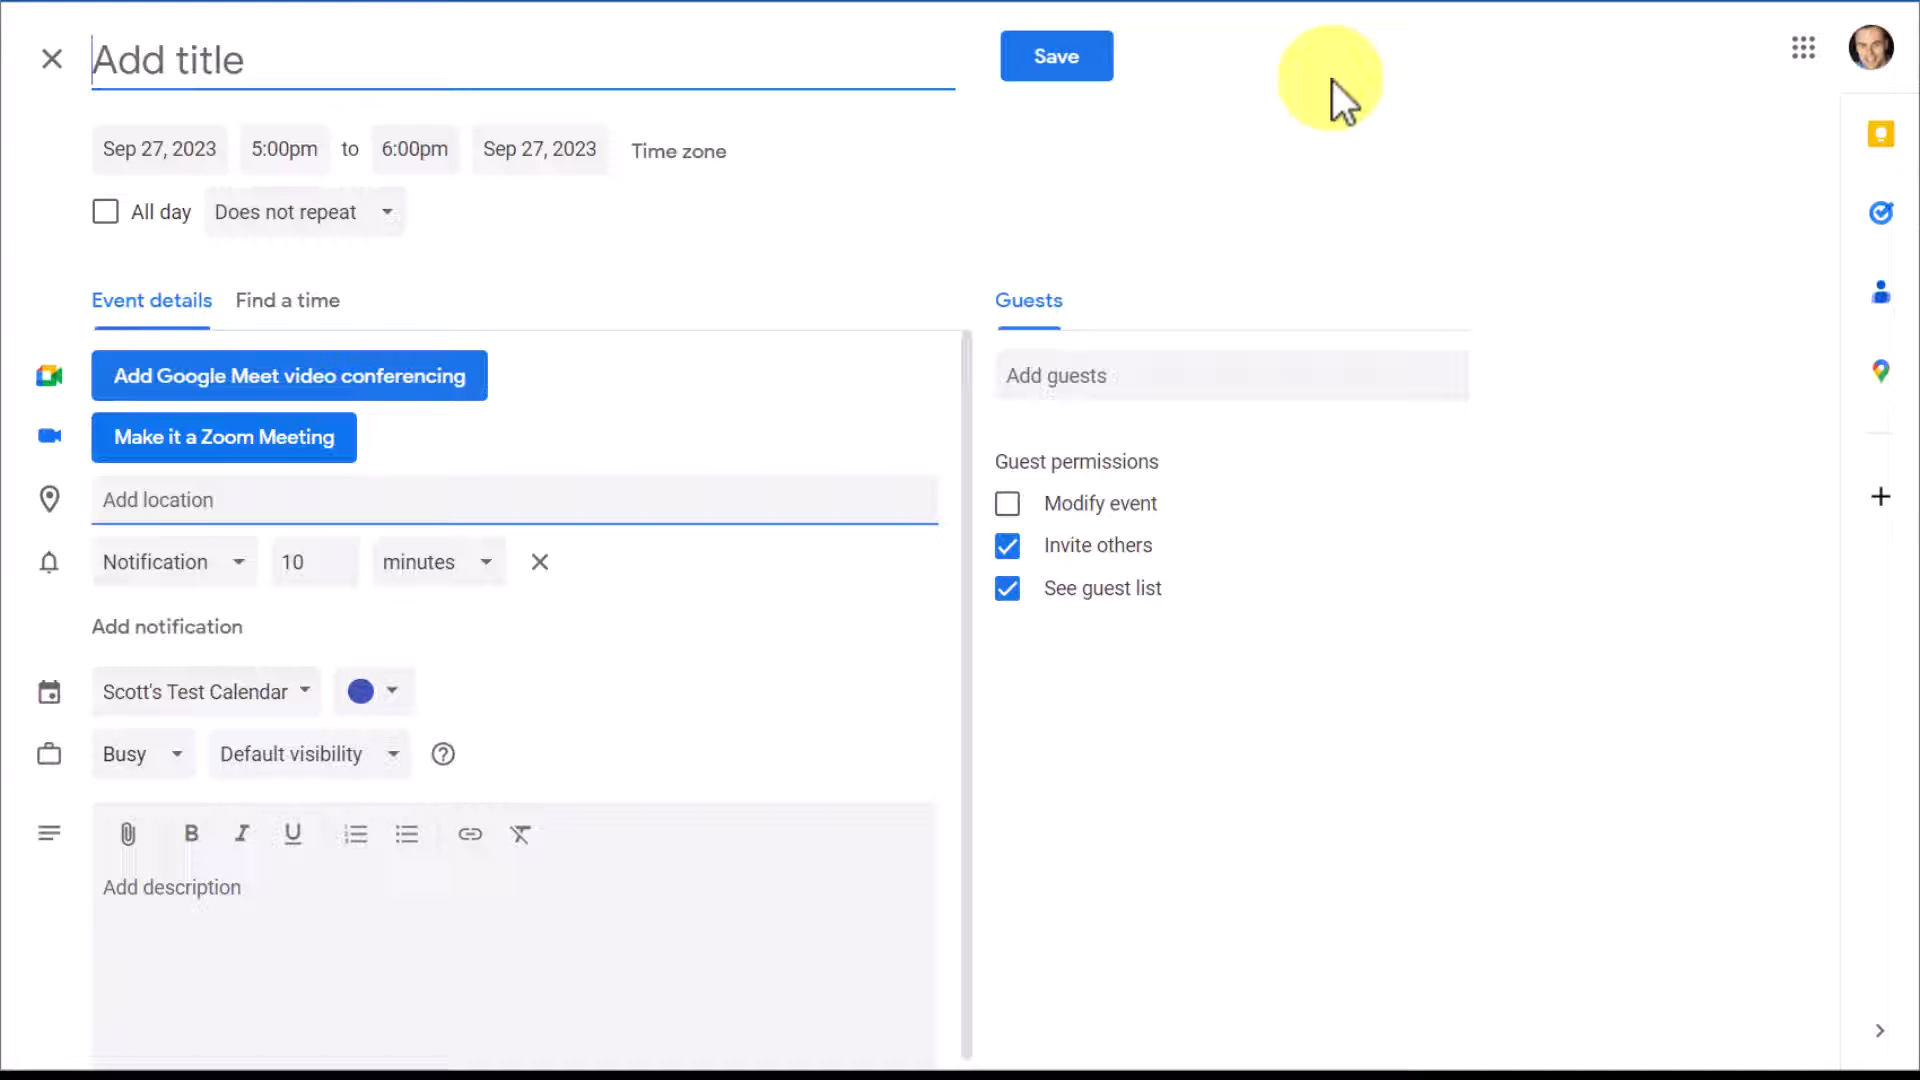 Add title
Save
Sep 27, 2023 5:00pm to 6:00pm Sep 27, 2023 Time zone
All day Does not repeat
Event details Find a time
Guests
Add Google Meet video conferencing
Add guests
Make it a Zoom Meeting
Guest permissions
Add location
Modify event
Invite others
Notification 10 minutes
See guest list
Add notification
Scott's Test Calendar
Busy Default visibility
B I U
Add description